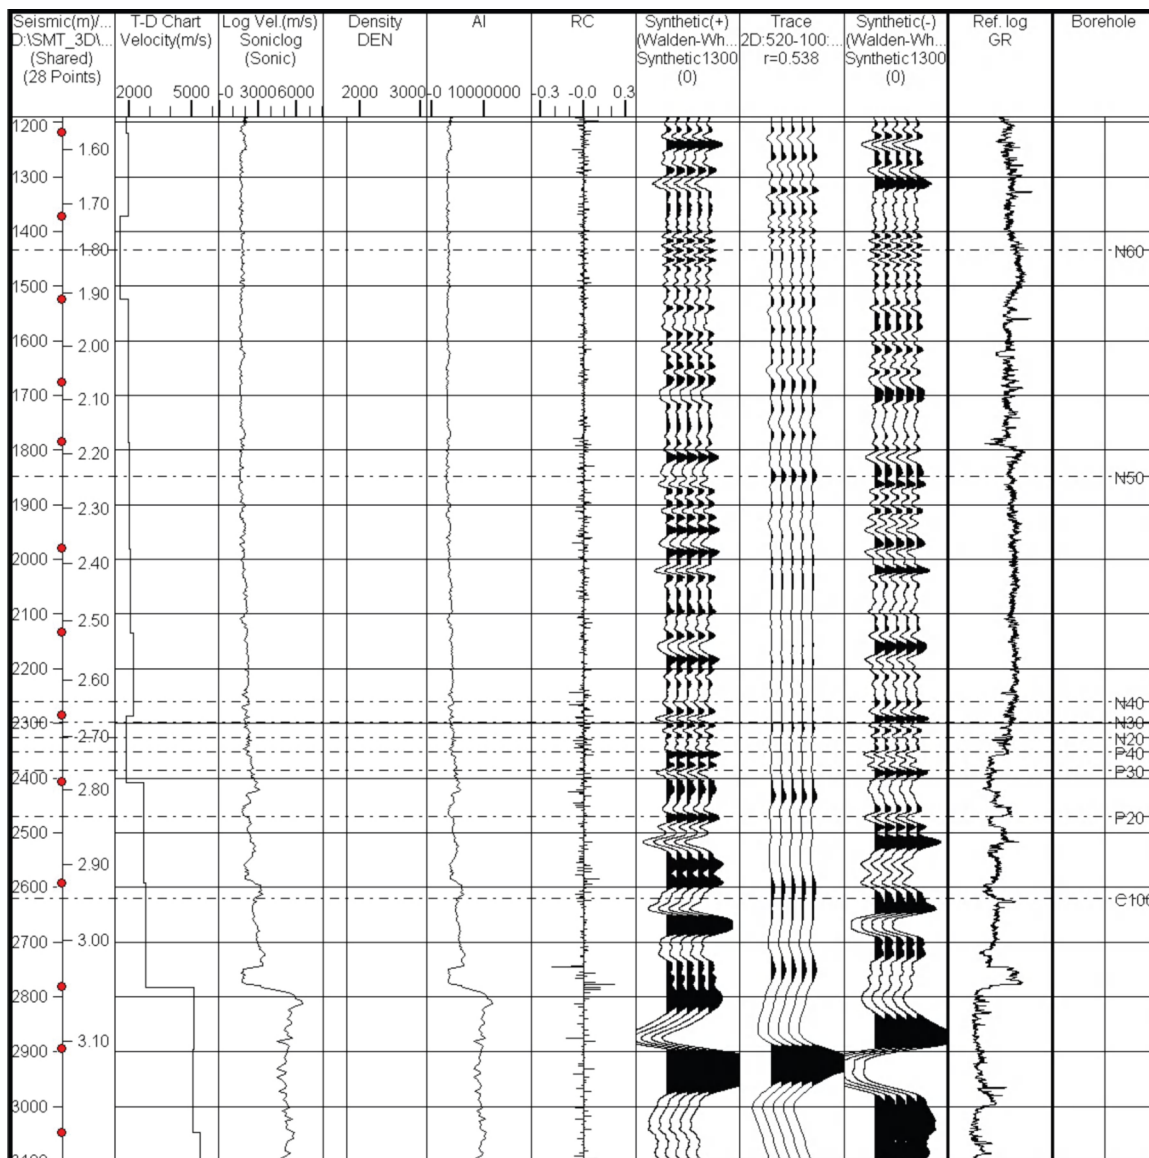 Seismic(m)/... T-D Chart Log Vel.(m/s) Density AI RC Synthetic(+) Trace Synthetic(-) Ref. log Borehole
D:\SMT_3D\... Velocity(m/s) Soniclog DEN (Walden-Wh... 2D:520-100:... (Walden-Wh... GR
(Shared) (Sonic) Synthetic1300 r=0.538 Synthetic1300
(28 Points) (0) (0)
2000 5000 -0 30006000 2000 3000 -0 100000000 -0.3 -0.0 0.3
1200
1.60
1300
1.70
1400
1.80 N60
1500 1.90
1600 2.00
1700 2.10
1800 2.20
N50
1900 2.30
2000 2.40
2100 2.50
2200 2.60
N40
2300 N30
2.70 N20
P40
P30
2400 2.80
P20
2500
2.90
2600
C100
2700 3.00
2800
2900 3.10
3000